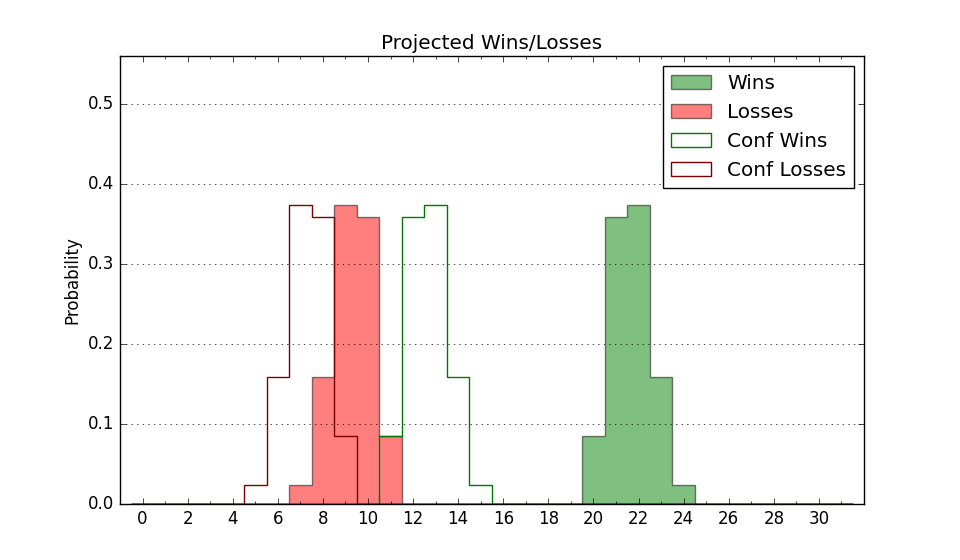 Projected Wins/Losses
Wins
Losses
Conf Wins
Conf Losses
Probability
0.5
0.4
0.3
0.2
0.1
0.0
0 2 4 6 8 10 12 14 16 18 20 22 24 26 28 30